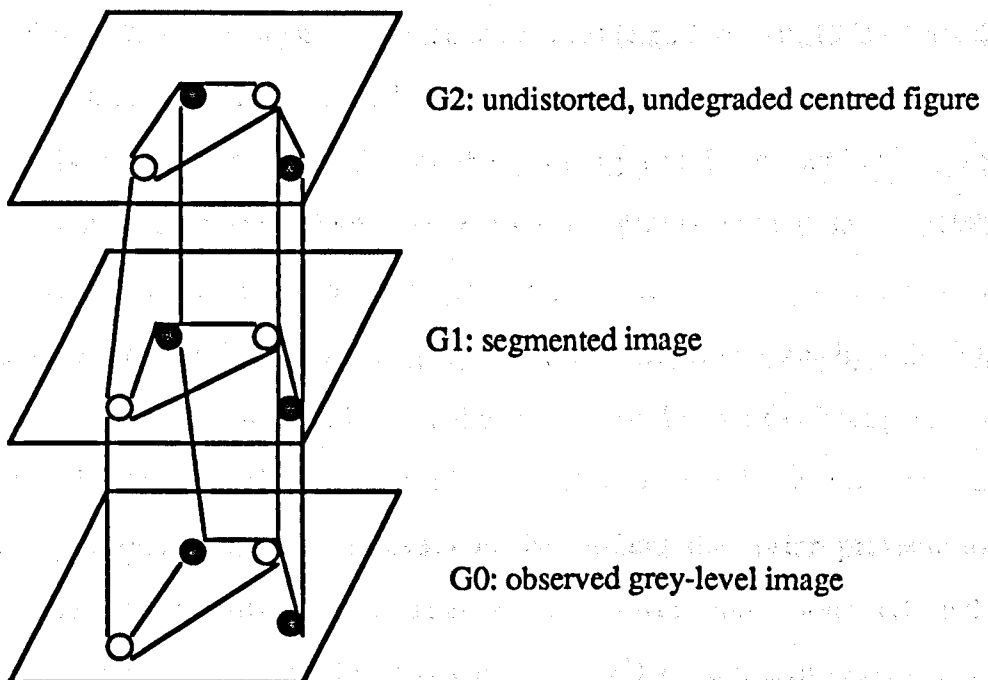 G2: undistorted, undegraded centred figure
G1: segmented image
G0: observed grey-level image